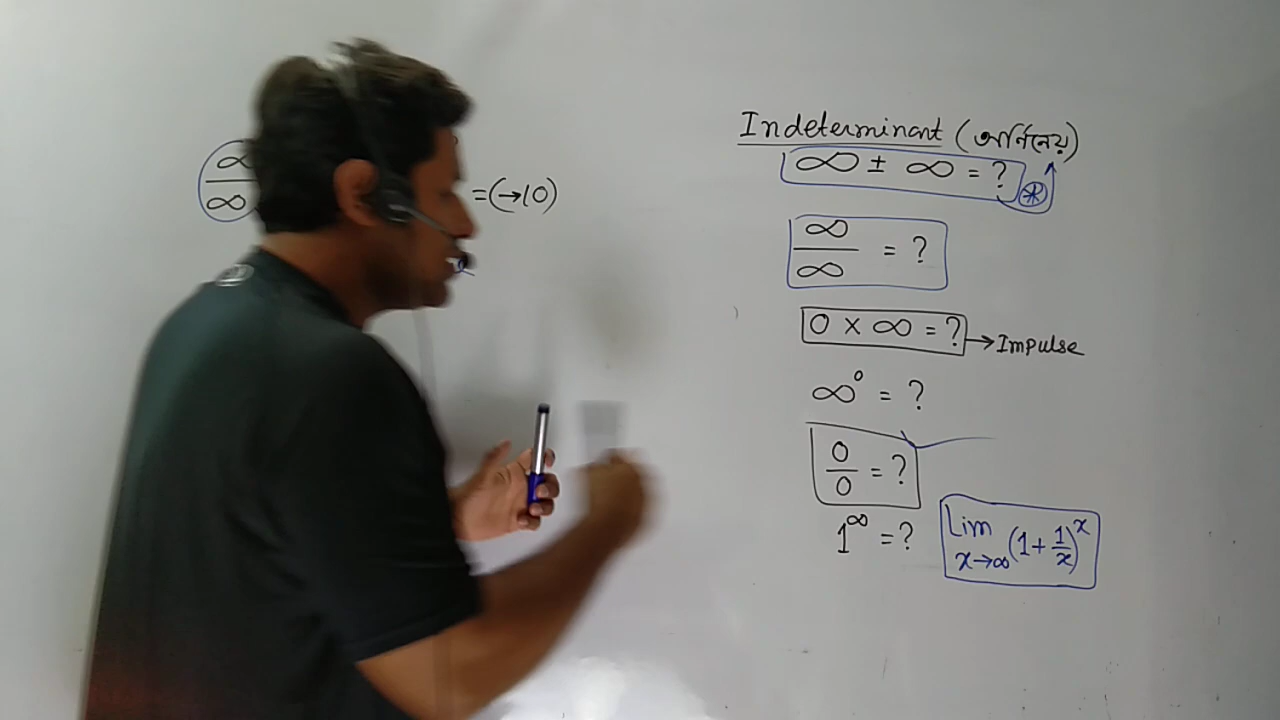 ∞
∞
=(→10)
Indeterminant (অনির্নেয়)
∞ ± ∞ = ? *
∞/∞ = ?
0 × ∞ = ? → Impulse
∞⁰ = ?
0/0 = ?
1^∞ = ?
Lim x→∞ (1+1/x)^x